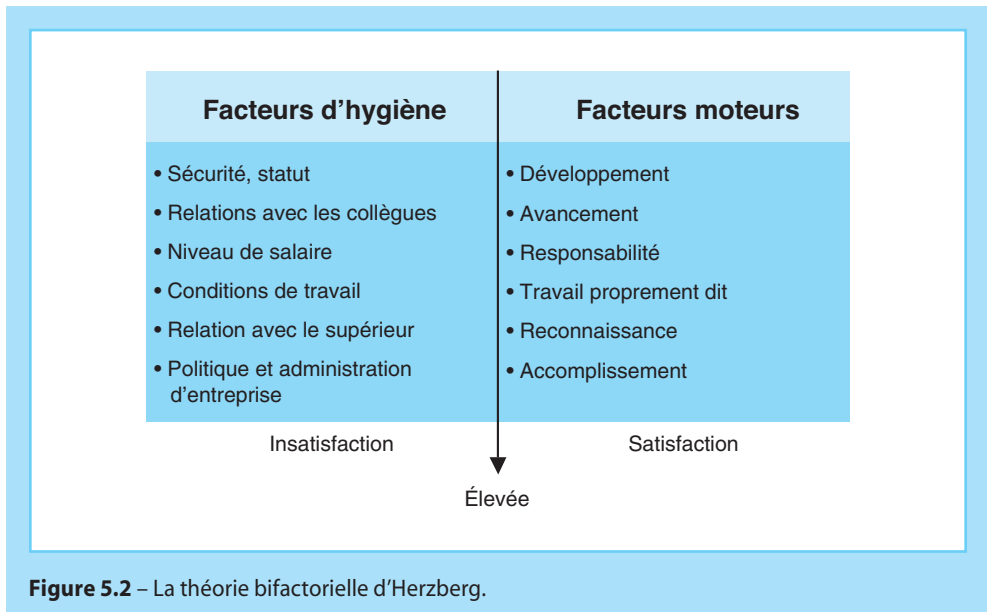 Facteurs d'hygiène
• Sécurité, statut
• Relations avec les collègues
• Niveau de salaire
• Conditions de travail
• Relation avec le supérieur
• Politique et administration
d'entreprise
Insatisfaction
Facteurs moteurs
• Développement
• Avancement
• Responsabilité
• Travail proprement dit
• Reconnaissance
• Accomplissement
Satisfaction
Élevée
Figure 5.2 – La théorie bifactorielle d'Herzberg.